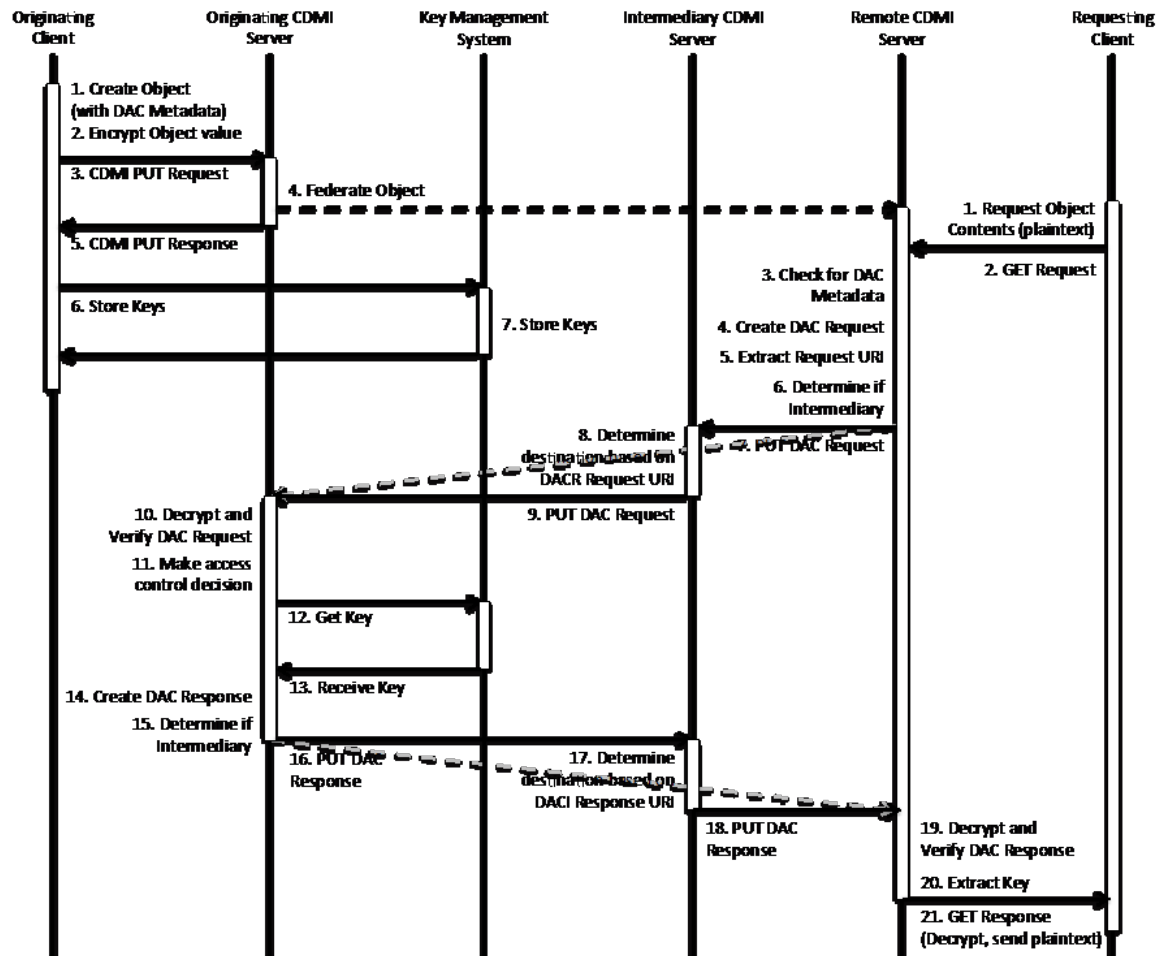 Originating
Client
Originating CDMI
Server
Key Management
System
Intermediary CDMI
Server
Remote CDMI
Server
Requesting
Client
1. Create Object
(with DAC Metadata)
2. Encrypt Object value
3. CDMI PUT Request
4. Federate Object
5. CDMI PUT Response
6. Store Keys
7. Store Keys
1. Request Object
Contents (plaintext)
2. GET Request
3. Check for DAC
Metadata
4. Create DAC Request
5. Extract Request URI
6. Determine if
Intermediary
7. PUT DAC Request
8. Determine
destination based on
DACR Request URI
9. PUT DAC Request
10. Decrypt and
Verify DAC Request
11. Make access
control decision
12. Get Key
13. Receive Key
14. Create DAC Response
15. Determine if
Intermediary
16. PUT DAC
Response
17. Determine
destination based on
DACI Response URI
18. PUT DAC
Response
19. Decrypt and
Verify DAC Response
20. Extract Key
21. GET Response
(Decrypt, send plaintext)